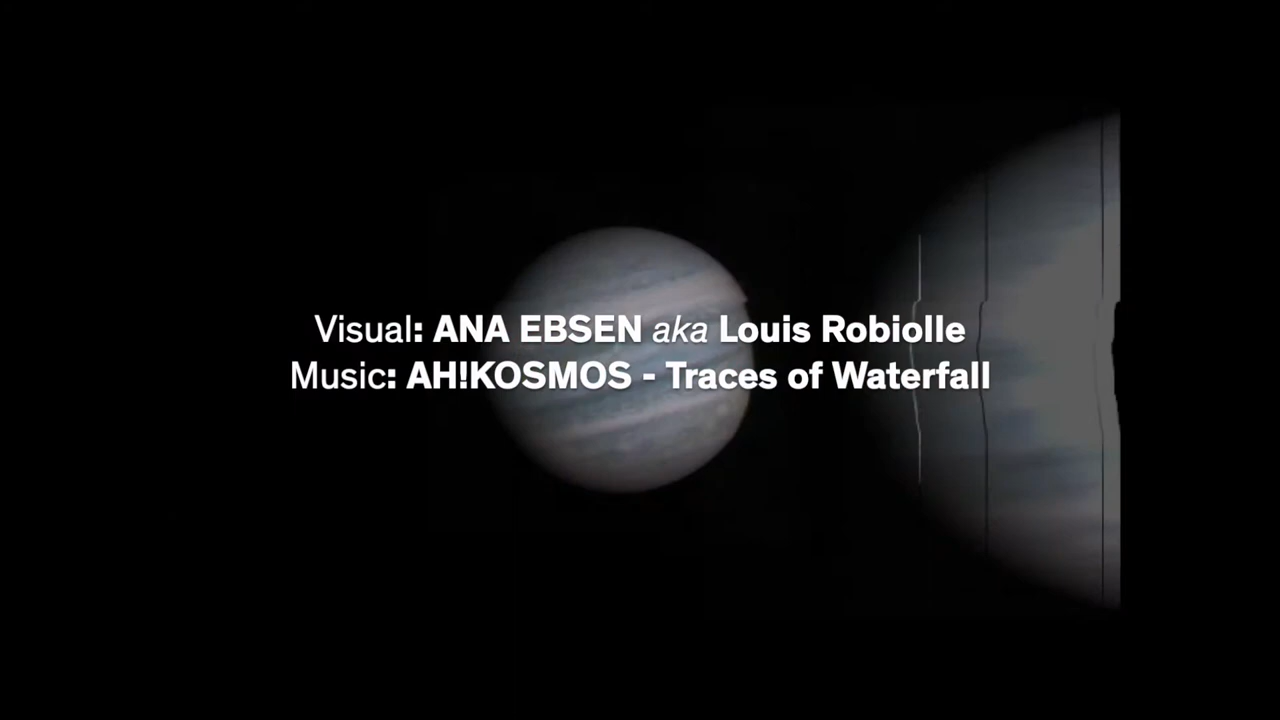 Visual: ANA EBSEN aka Louis Robiolle
Music: AH!KOSMOS - Traces of Waterfall